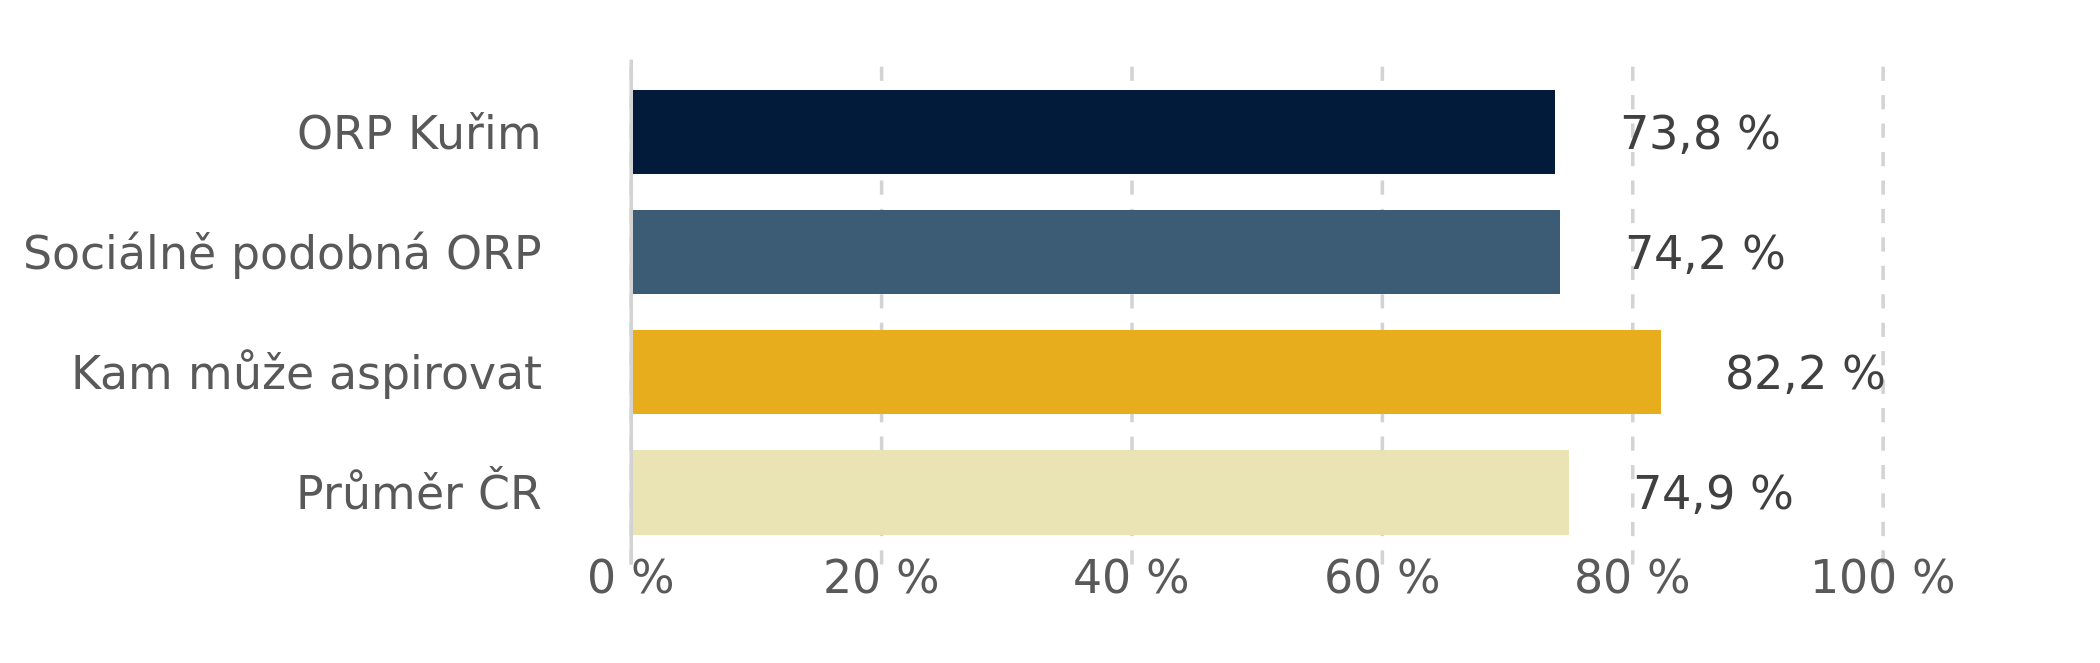 ORP Kuřim 73,8 %
Sociálně podobná ORP 74,2 %
Kam může aspirovat 82,2 %
Průměr ČR 74,9 %
0 % 20 % 40 % 60 % 80 % 100 %